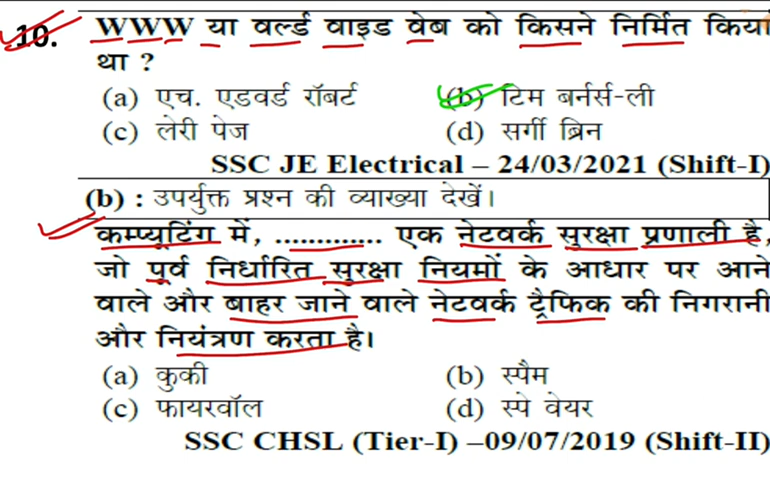 10. WWW या वर्ल्ड वाइड वेब को किसने निर्मित किया
था ?
(a) एच. एडवर्ड रॉबर्ट (b) टिम बर्नर्स-ली
(c) लेरी पेज (d) सर्गी ब्रिन
SSC JE Electrical – 24/03/2021 (Shift-I)
(b) : उपर्युक्त प्रश्न की व्याख्या देखें।
कम्प्यूटिंग में, ............. एक नेटवर्क सुरक्षा प्रणाली है,
जो पूर्व निर्धारित सुरक्षा नियमों के आधार पर आने
वाले और बाहर जाने वाले नेटवर्क ट्रैफिक की निगरानी
और नियंत्रण करता है।
(a) कुकी (b) स्पैम
(c) फायरवॉल (d) स्पे वेयर
SSC CHSL (Tier-I) –09/07/2019 (Shift-II)